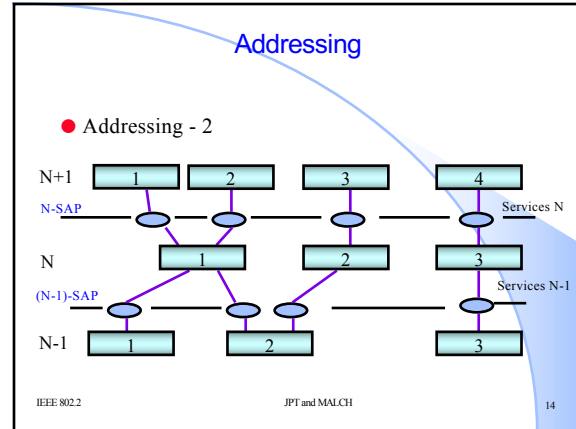 Addressing
Addressing - 2
N+1 1 2 3 4
N-SAP Services N
N 1 2 3
(N-1)-SAP Services N-1
N-1 1 2 3
IEEE 802.2 JPT and MALCH 14